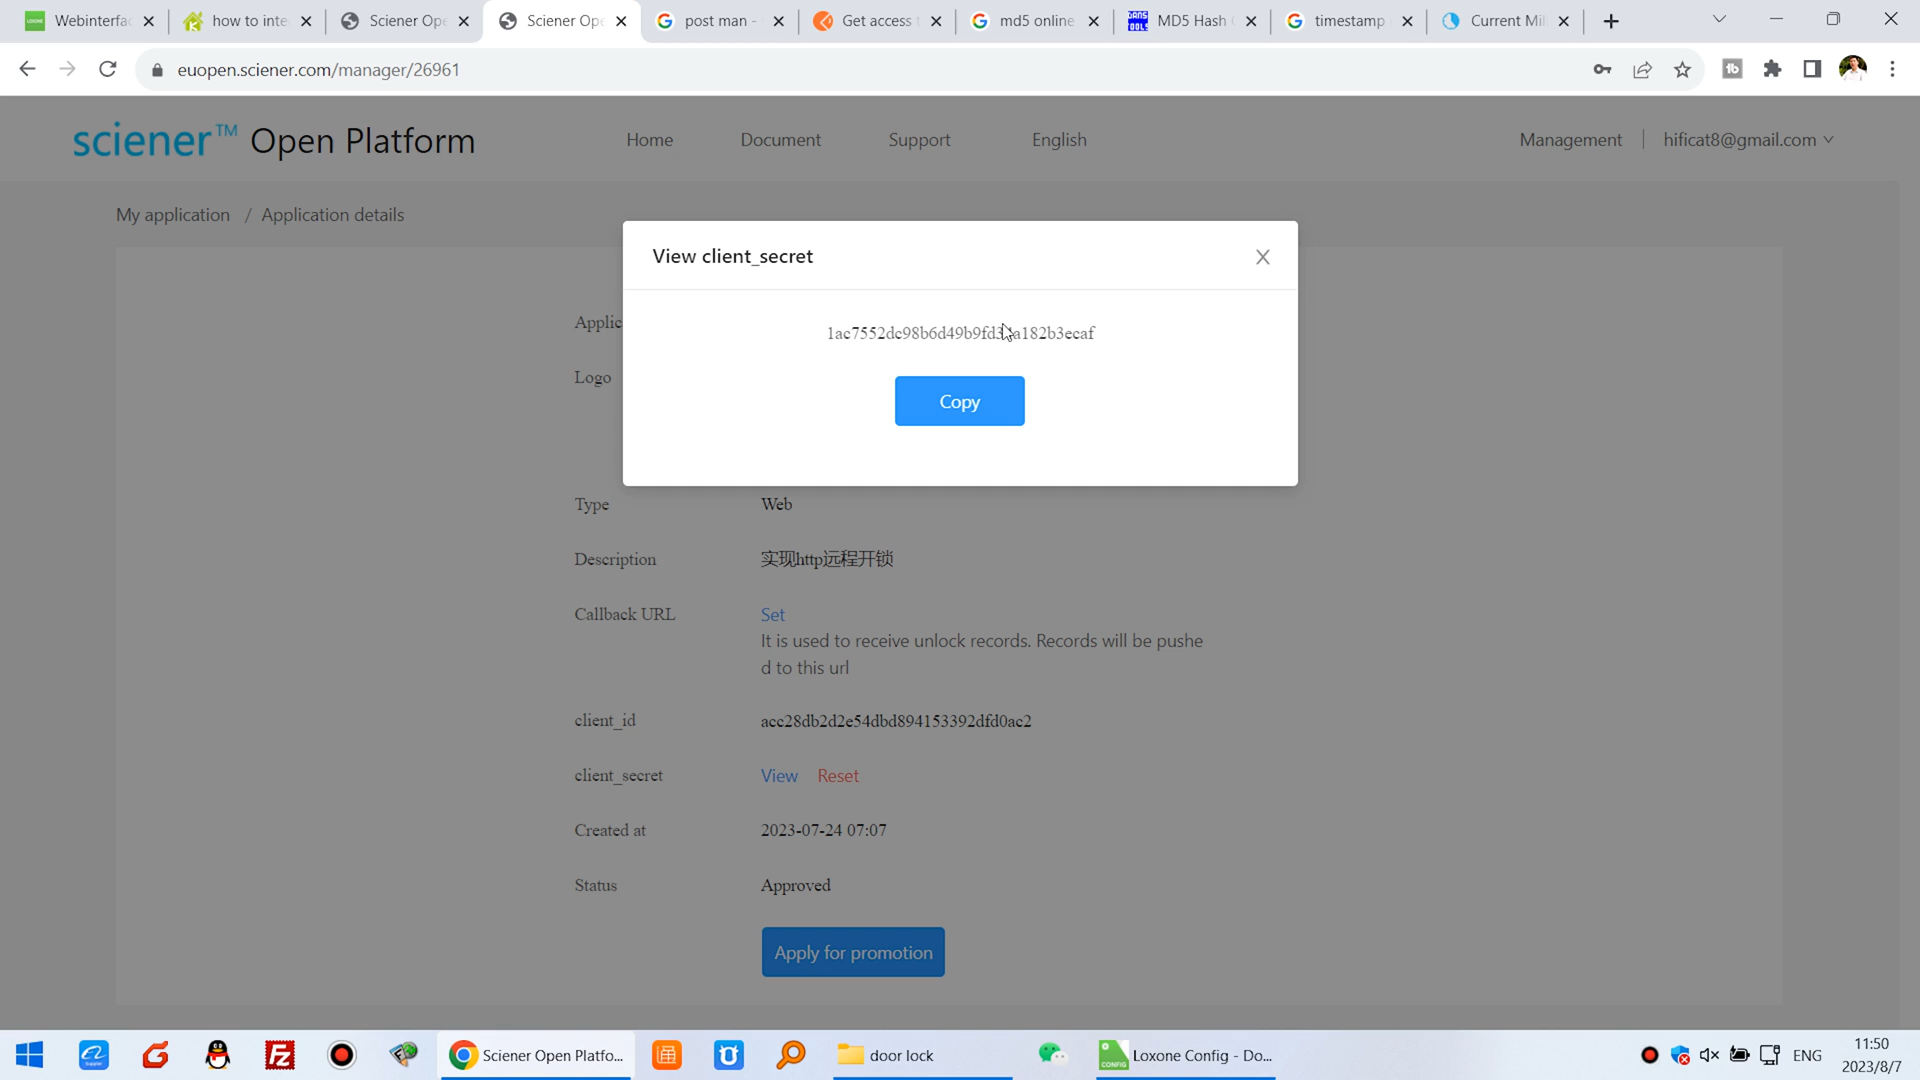 Webinterfa
how to inte
Sciener Ope
Sciener Ope
post man -
Get access t
md5 online
MD5 Hash
timestamp
Current Mil
euopen.sciener.com/manager/26961
sciener™ Open Platform
Home
Document
Support
English
Management
hificat8@gmail.com
My application / Application details
View client_secret
Applic
Logo
Copy
Type
Web
Description
实现http远程开锁
Callback URL
Set
It is used to receive unlock records. Records will be pushe
d to this url
client_id
acc28db2d2e54dbd894153392dfd0ac2
client_secret
View
Reset
Created at
2023-07-24 07:07
Status
Approved
Apply for promotion
Sciener Open Platfo...
door lock
CONFIG
Loxone Config - Do...
ENG
11:50
2023/8/7